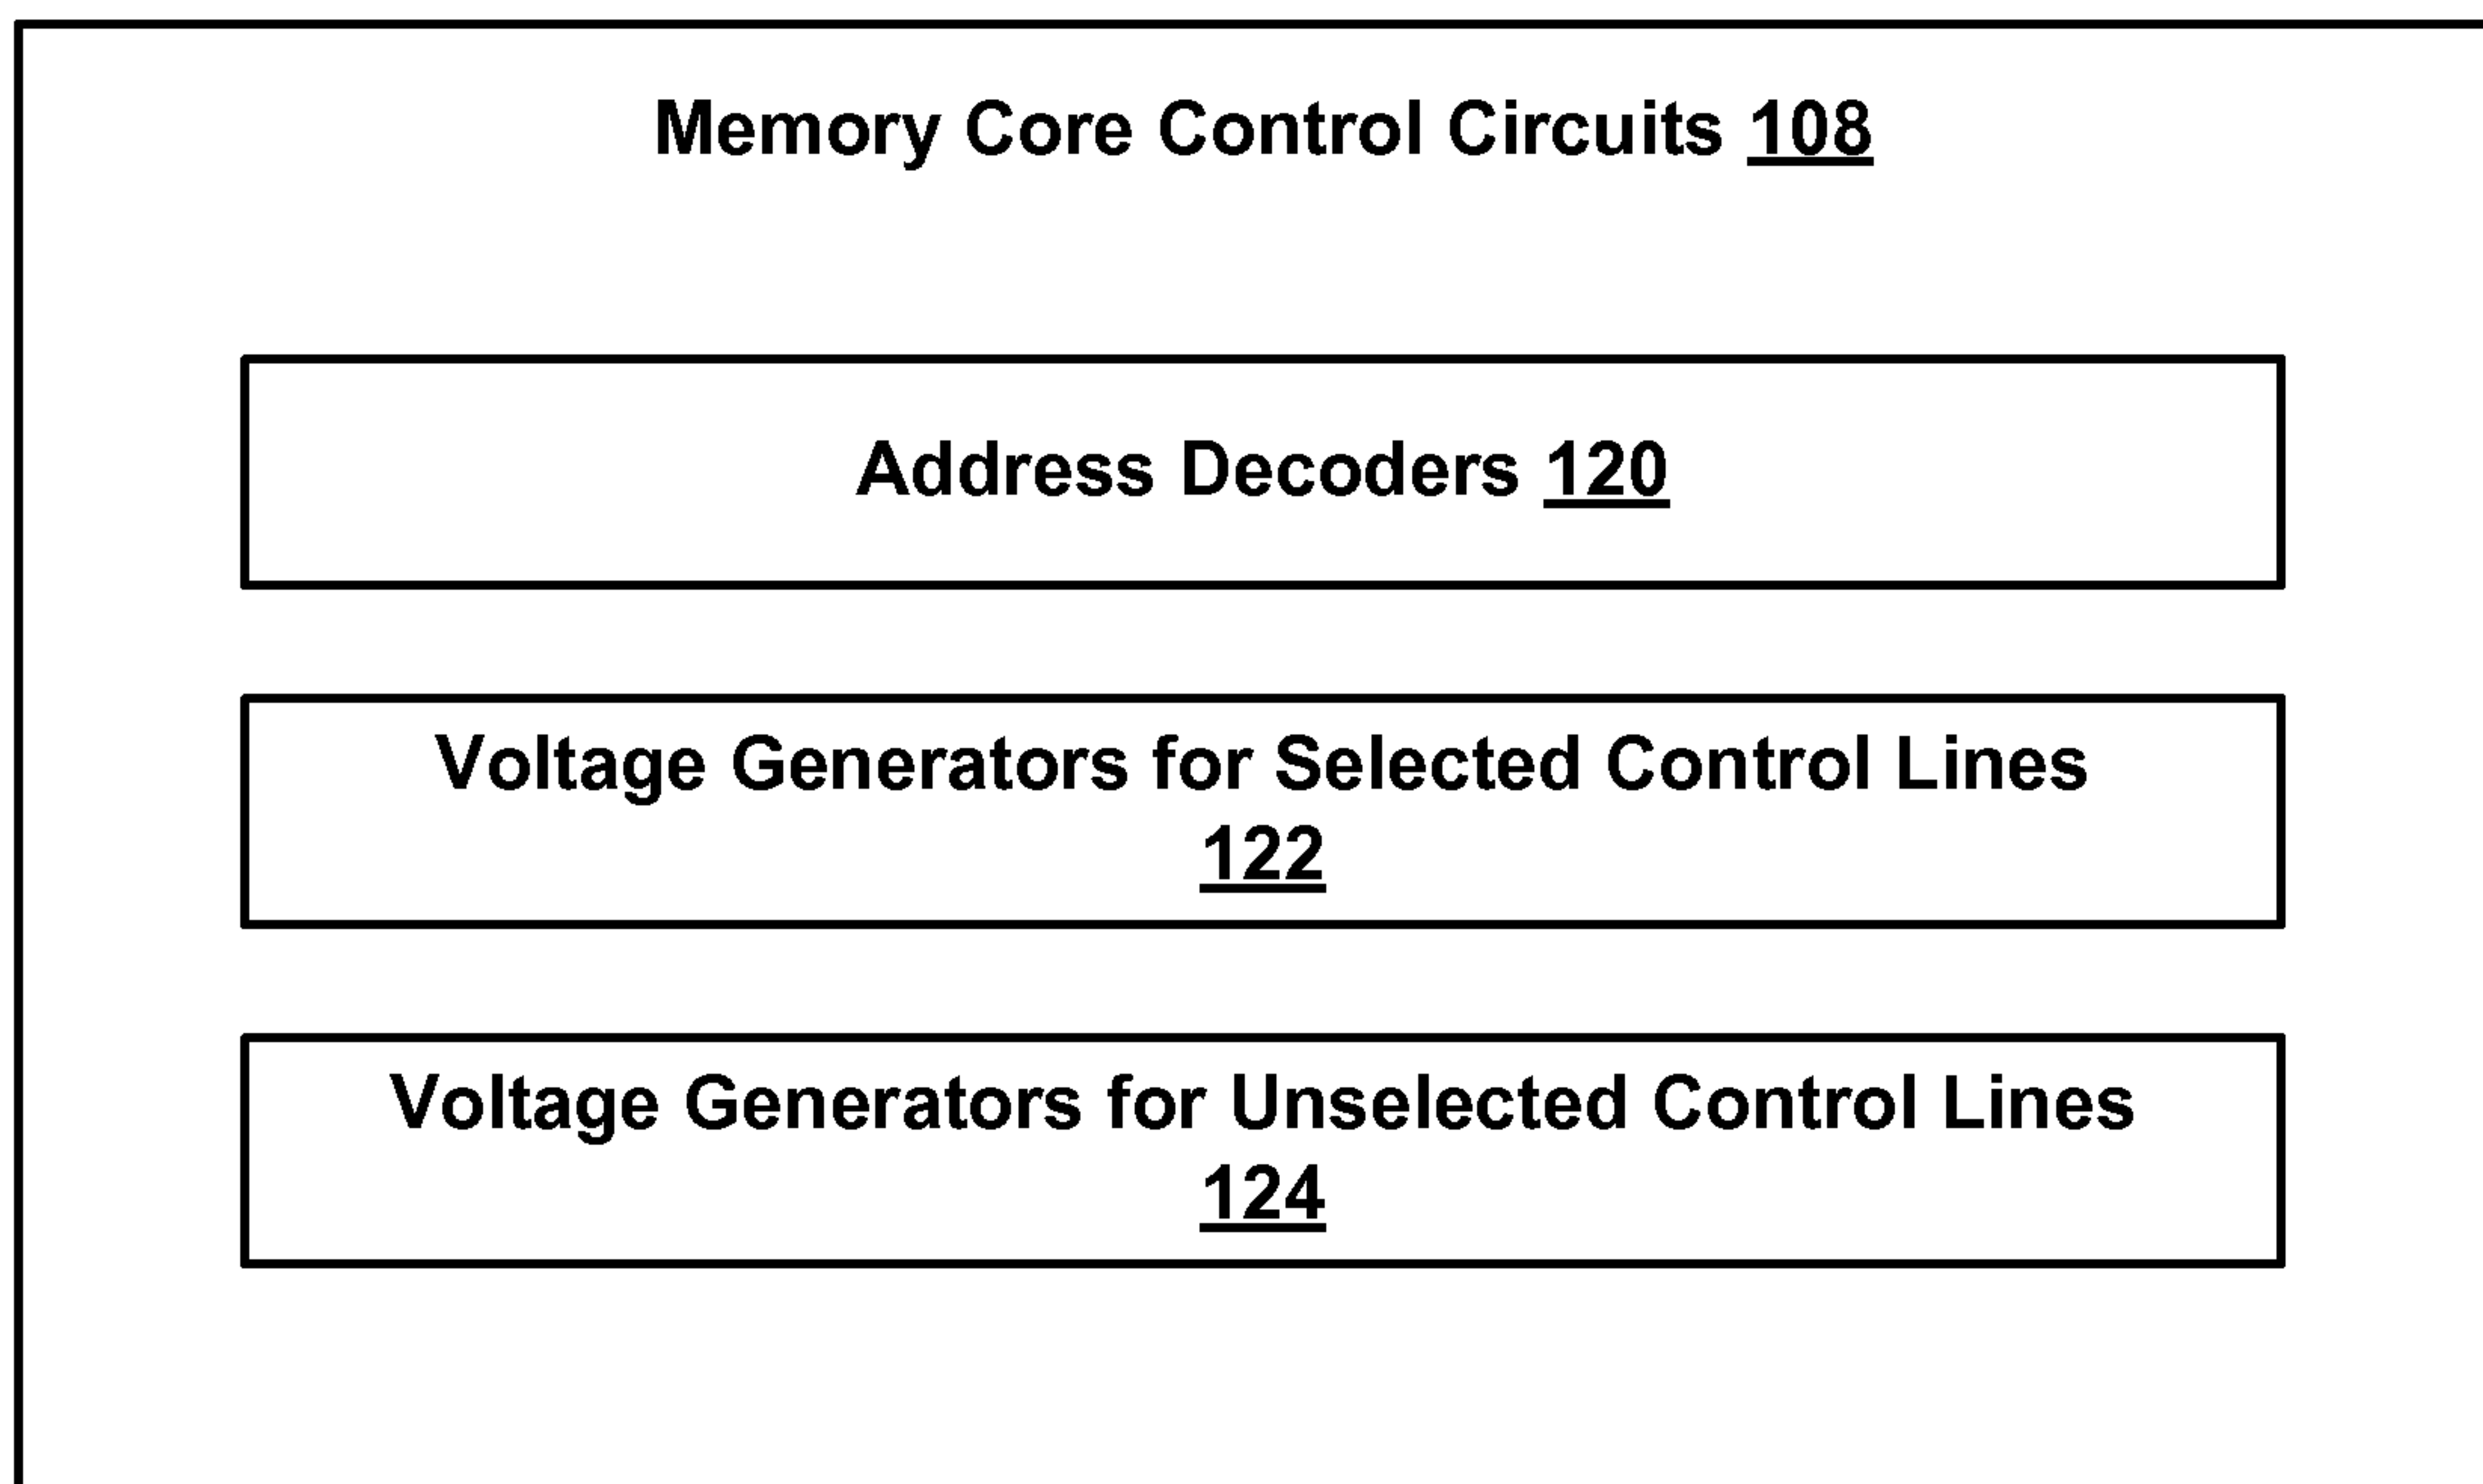 Memory Core Control Circuits 108
Address Decoders 120
Voltage Generators for Selected Control Lines
122
Voltage Generators for Unselected Control Lines
124